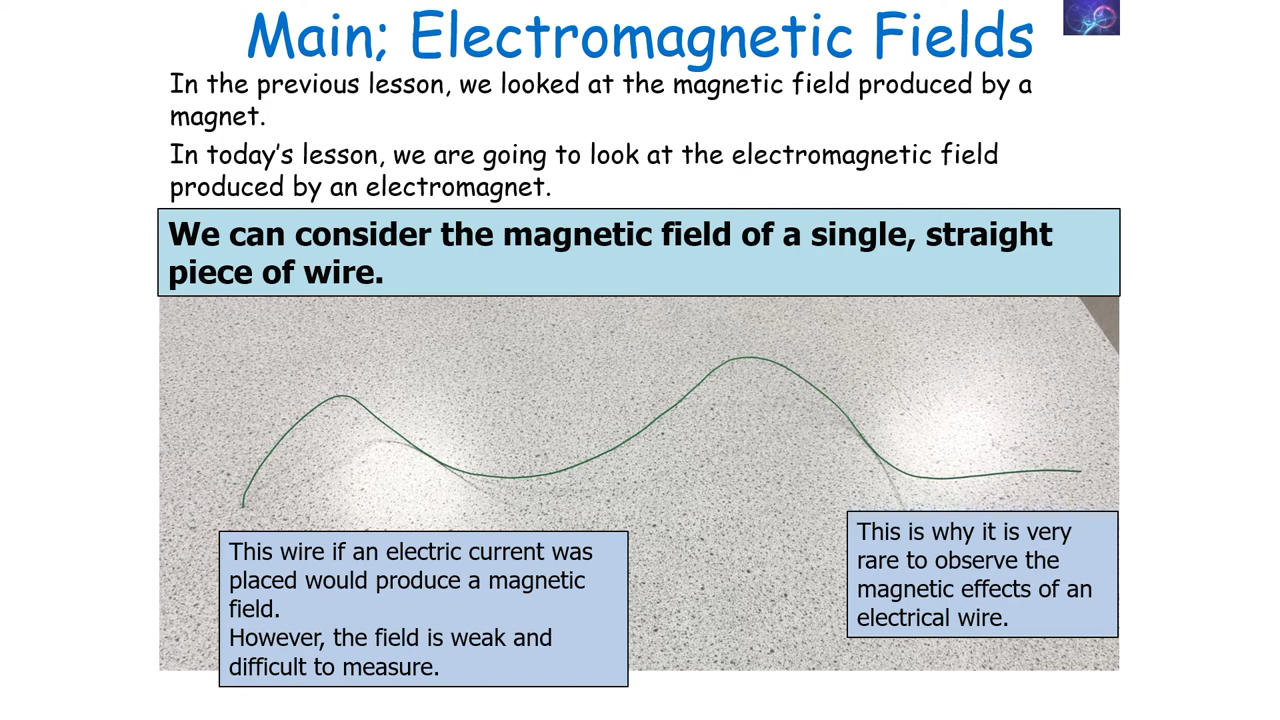 Main; Electromagnetic Fields
In the previous lesson, we looked at the magnetic field produced by a
magnet.
In today's lesson, we are going to look at the electromagnetic field
produced by an electromagnet.
We can consider the magnetic field of a single, straight
piece of wire.
This wire if an electric current was
placed would produce a magnetic
field.
However, the field is weak and
difficult to measure.
This is why it is very
rare to observe the
magnetic effects of an
electrical wire.